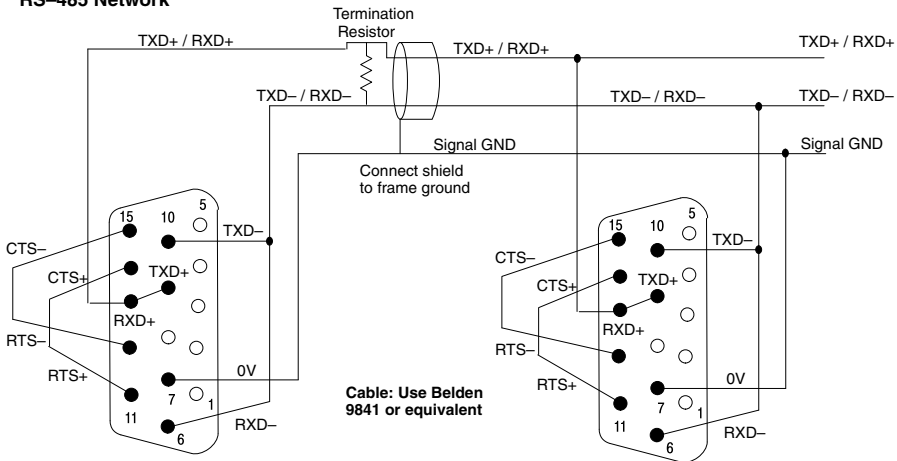 RS–485 Network
Termination
Resistor
TXD+ / RXD+
TXD+ / RXD+
TXD+ / RXD+
TXD– / RXD–
TXD– / RXD–
TXD– / RXD–
Signal GND
Signal GND
Connect shield
to frame ground
15
10
5
TXD–
CTS–
CTS+
TXD+
RXD+
RTS–
RTS+
0V
11
7
1
6
RXD–
Cable: Use Belden
9841 or equivalent
15
10
5
TXD–
CTS–
CTS+
TXD+
RXD+
RTS–
RTS+
0V
11
7
1
6
RXD–